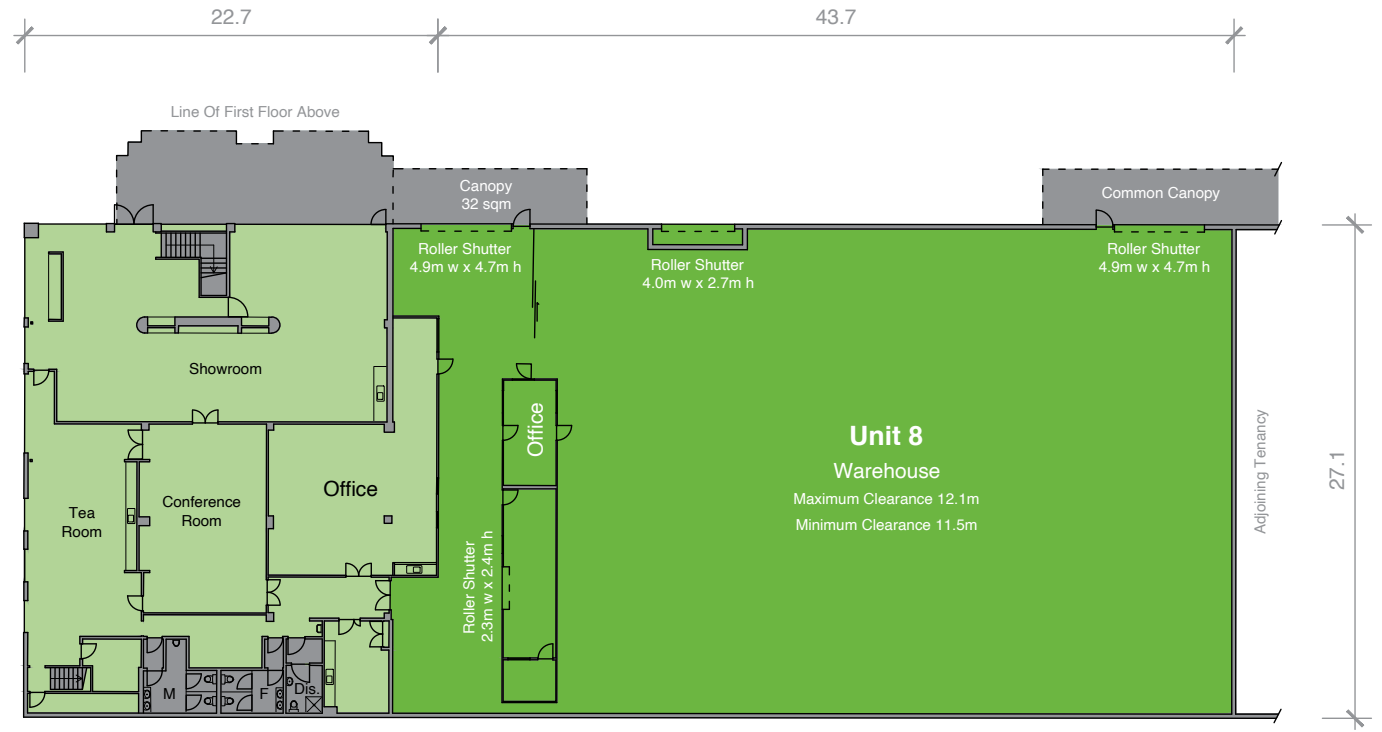 22.7
43.7
Line Of First Floor Above
Canopy
32 sqm
Common Canopy
Roller Shutter
4.9m w x 4.7m h
Roller Shutter
4.0m w x 2.7m h
Roller Shutter
4.9m w x 4.7m h
Showroom
Office
Unit 8
Warehouse
Maximum Clearance 12.1m
Minimum Clearance 11.5m
Adjoining Tenancy
27.1
Office
Conference
Room
Tea
Room
Roller Shutter
2.3m w x 2.4m h
M
F
Dis.